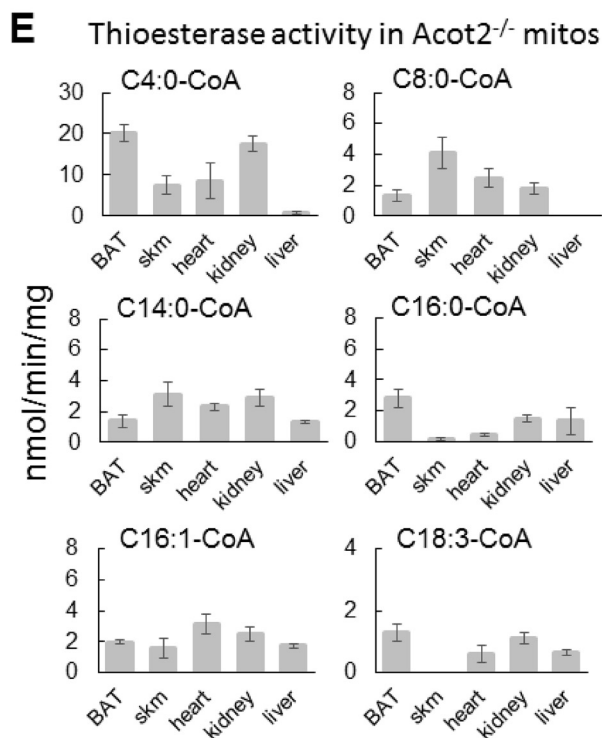 E Thioesterase activity in Acot2-/- mitos
nmol/min/mg
C4:0-CoA
30
20
10
0
BAT skm heart kidney liver
C8:0-CoA
8
6
4
2
0
BAT skm heart kidney liver
C14:0-CoA
8
6
4
2
0
BAT skm heart kidney liver
C16:0-CoA
8
6
4
2
0
BAT skm heart kidney liver
C16:1-CoA
8
6
4
2
0
BAT skm heart kidney liver
C18:3-CoA
4
2
0
BAT skm heart kidney liver